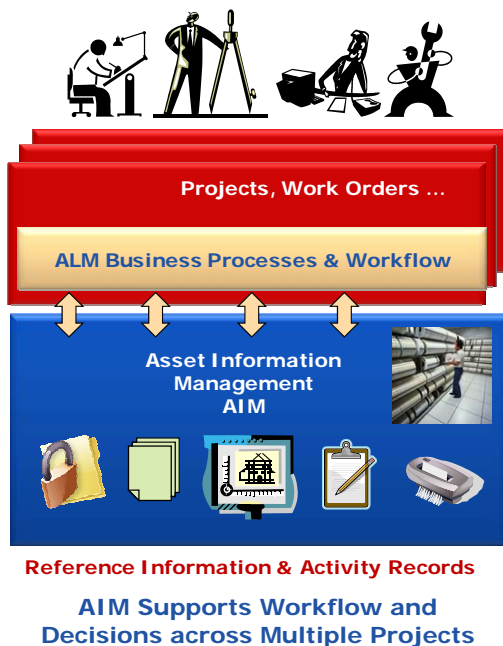 Projects, Work Orders ...
ALM Business Processes & Workflow
Asset Information
Management
AIM
Reference Information & Activity Records
AIM Supports Workflow and
Decisions across Multiple Projects